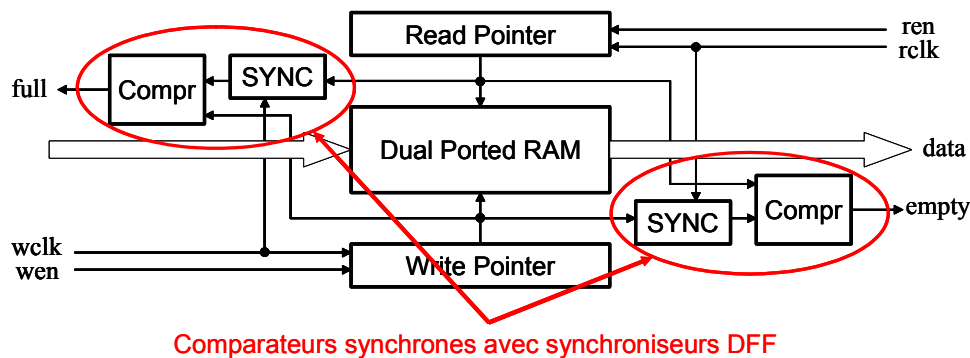 Read Pointer
ren
rclk
SYNC
Compr
full
Dual Ported RAM
data
Compr
empty
SYNC
wclk
wen
Write Pointer
Comparateurs synchrones avec synchroniseurs DFF